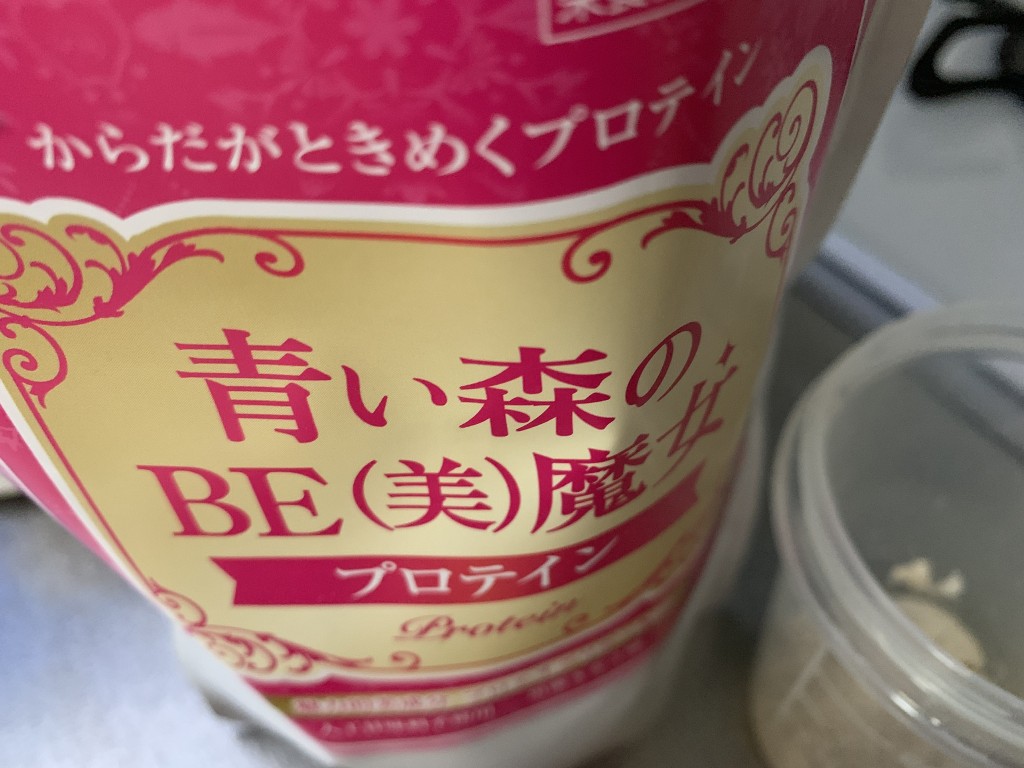 からだがときめくプロテイン
青い森の
BE(美)魔女
プロテイン
Protein